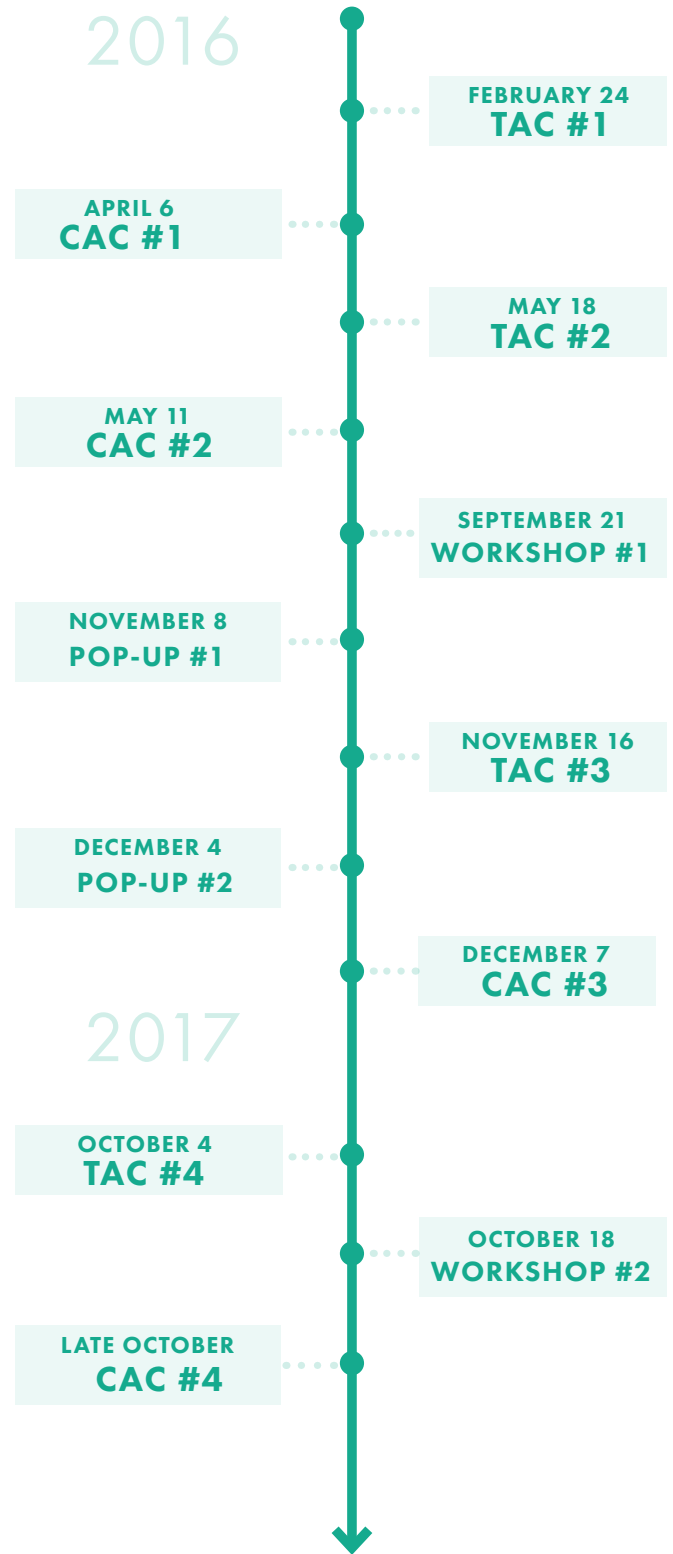 2016
FEBRUARY 24
TAC #1
APRIL 6
CAC #1
MAY 18
TAC #2
MAY 11
CAC #2
SEPTEMBER 21
WORKSHOP #1
NOVEMBER 8
POP-UP #1
NOVEMBER 16
TAC #3
DECEMBER 4
POP-UP #2
DECEMBER 7
CAC #3
2017
OCTOBER 4
TAC #4
OCTOBER 18
WORKSHOP #2
LATE OCTOBER
CAC #4